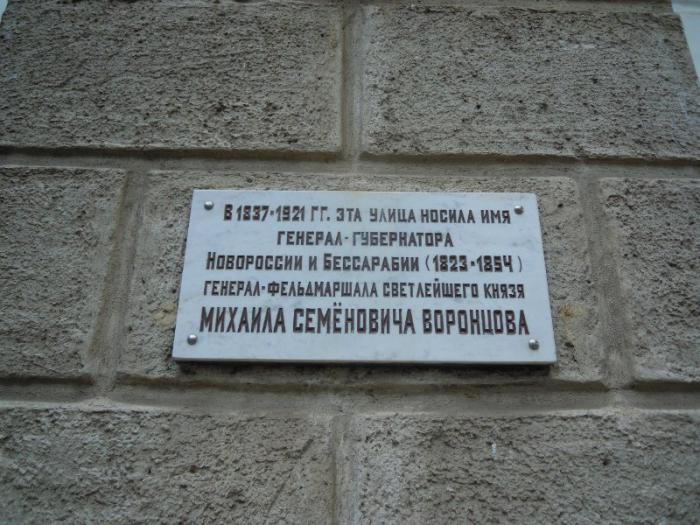 В 1837-1921 ГГ. ЭТА УЛИЦА НОСИЛА ИМЯ
ГЕНЕРАЛ-ГУБЕРНАТОРА
НОВОРОССИИ И БЕССАРАБИИ (1823-1854)
ГЕНЕРАЛ-ФЕЛЬДМАРШАЛА СВЕТЛЕЙШЕГО КНЯЗЯ
МИХАИЛА СЕМЁНОВИЧА ВОРОНЦОВА